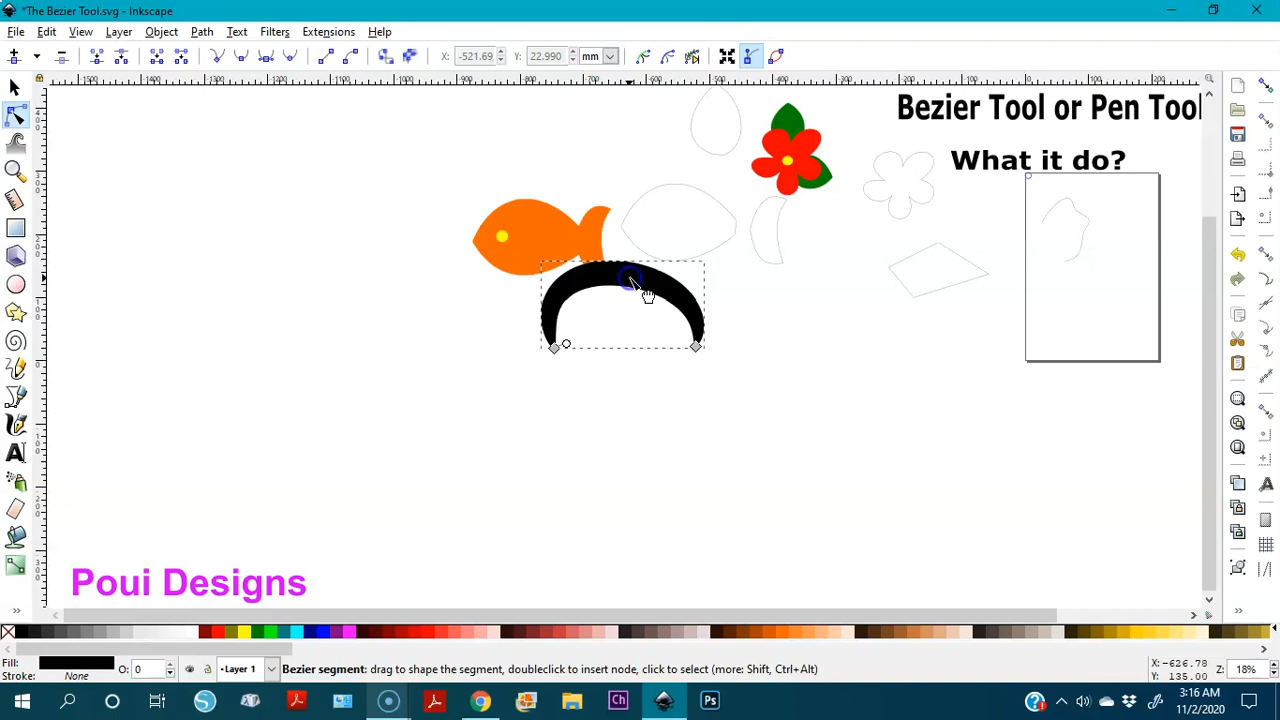 *The Bezier Tool.svg - Inkscape
File Edit View Layer Object Path Text Filters Extensions Help
X: -521.69 Y: 22.990 mm
Bezier Tool or Pen Tool
What it do?
Poui Designs
Fill: O: 0 Layer 1 Bezier segment: drag to shape the segment, doubleclick to insert node, click to select (more: Shift, Ctrl+Alt) X: -626.78 Z: 18%
Stroke: None Y: 135.00
Ch Ps 3:16 AM
11/2/2020